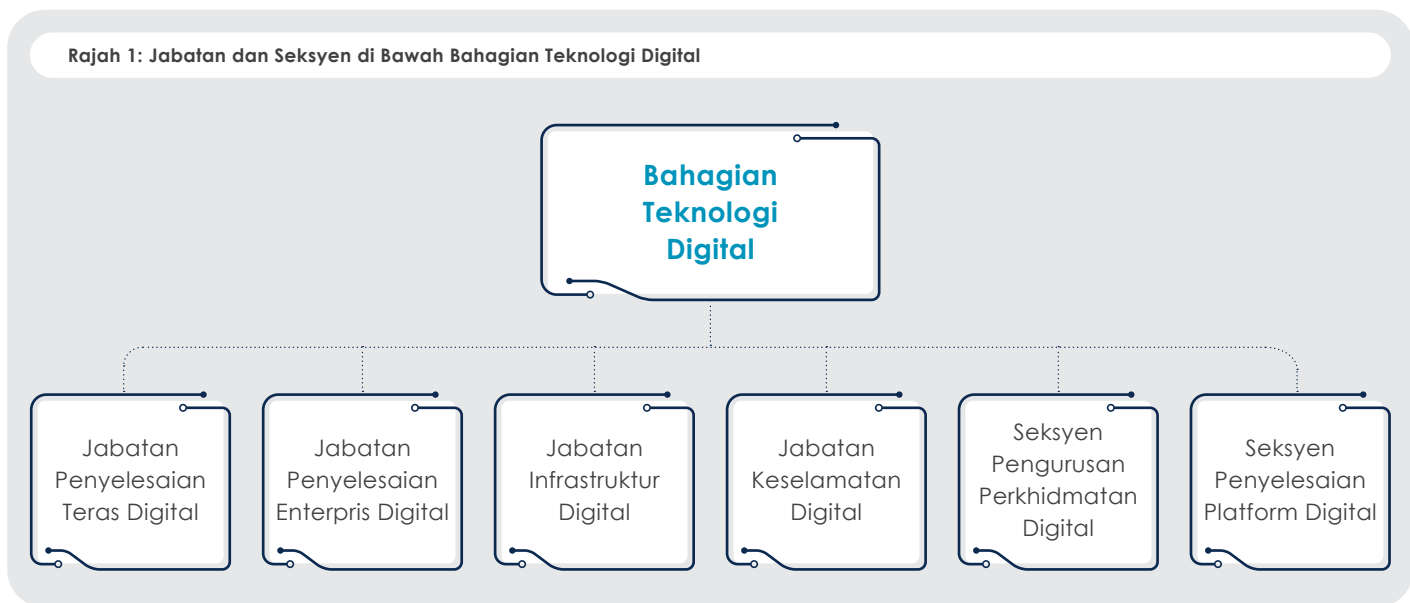 Rajah 1: Jabatan dan Seksyen di Bawah Bahagian Teknologi Digital
Bahagian
Teknologi
Digital
Jabatan
Penyelesaian
Teras Digital
Jabatan
Penyelesaian
Enterpris Digital
Jabatan
Infrastruktur
Digital
Jabatan
Keselamatan
Digital
Seksyen
Pengurusan
Perkhidmatan
Digital
Seksyen
Penyelesaian
Platform Digital